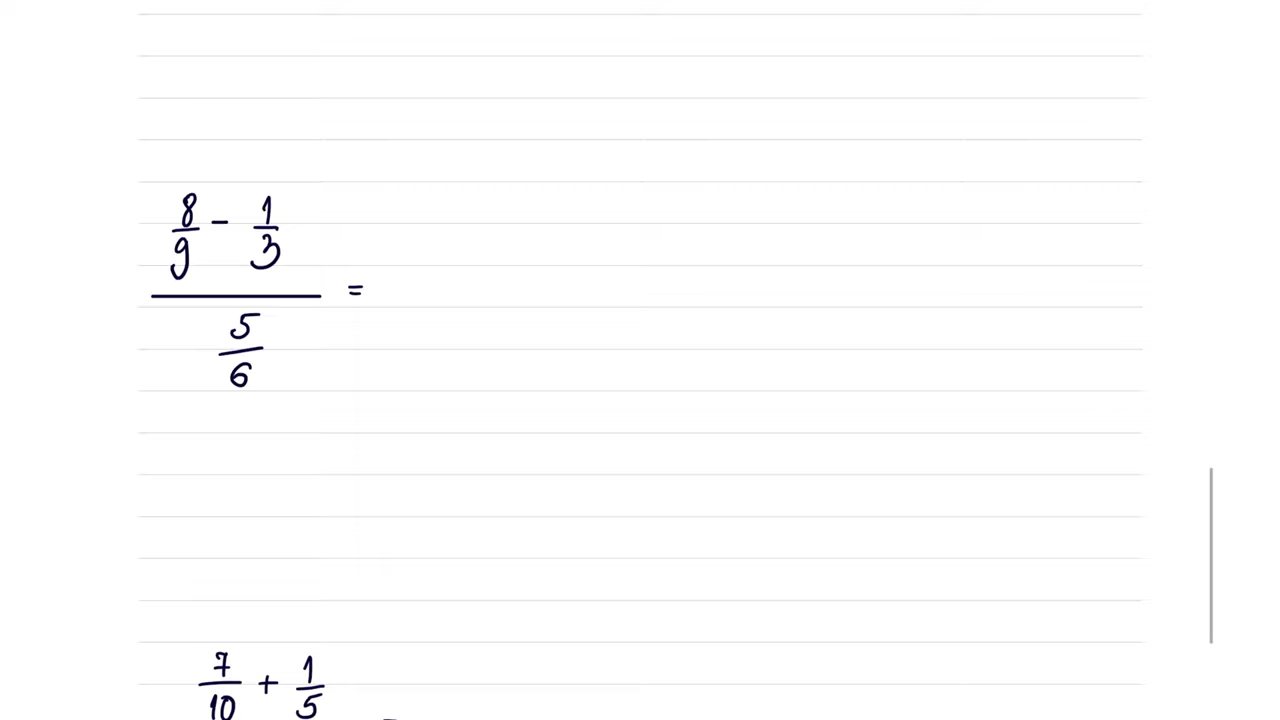 8/9 - 1/3
=
5/6
7/10 + 1/5